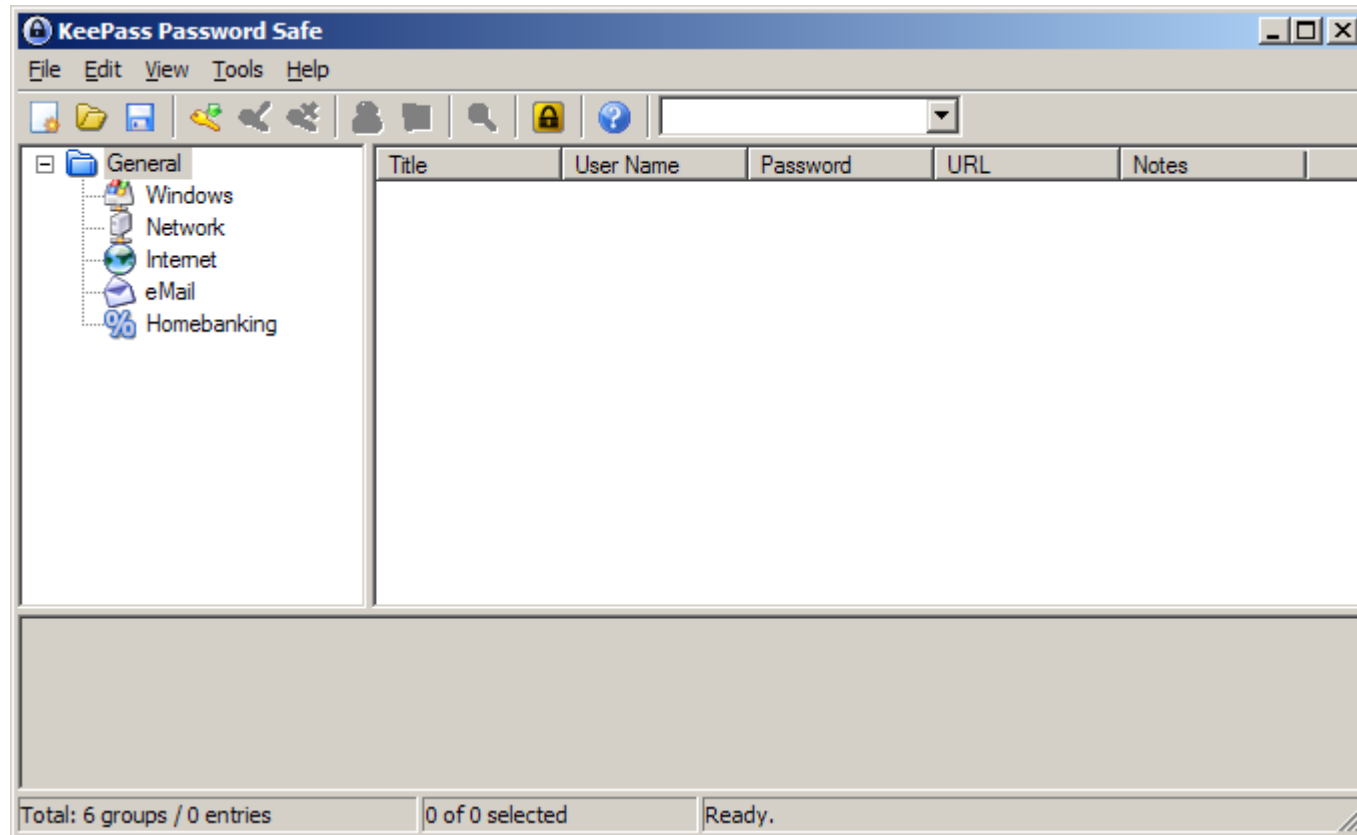 KeePass Password Safe
File Edit View Tools Help
General
Windows
Network
Internet
eMail
Homebanking
Title User Name Password URL Notes
Total: 6 groups / 0 entries 0 of 0 selected Ready.